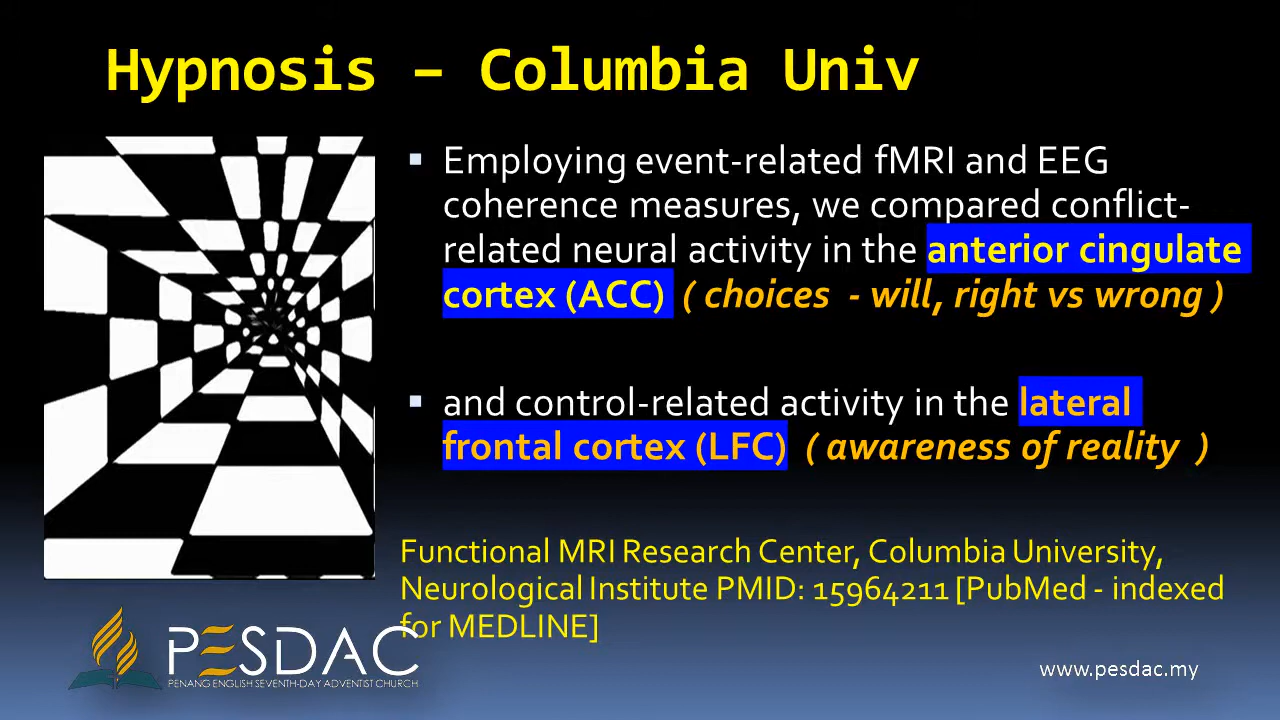 Hypnosis – Columbia Univ
Employing event-related fMRI and EEG
coherence measures, we compared conflict-
related neural activity in the anterior cingulate
cortex (ACC) ( choices - will, right vs wrong )
and control-related activity in the lateral
frontal cortex (LFC) ( awareness of reality )
Functional MRI Research Center, Columbia University,
Neurological Institute PMID: 15964211 [PubMed - indexed
for MEDLINE]
PESDAC
PENANG ENGLISH SEVENTH-DAY ADVENTIST CHURCH
www.pesdac.my